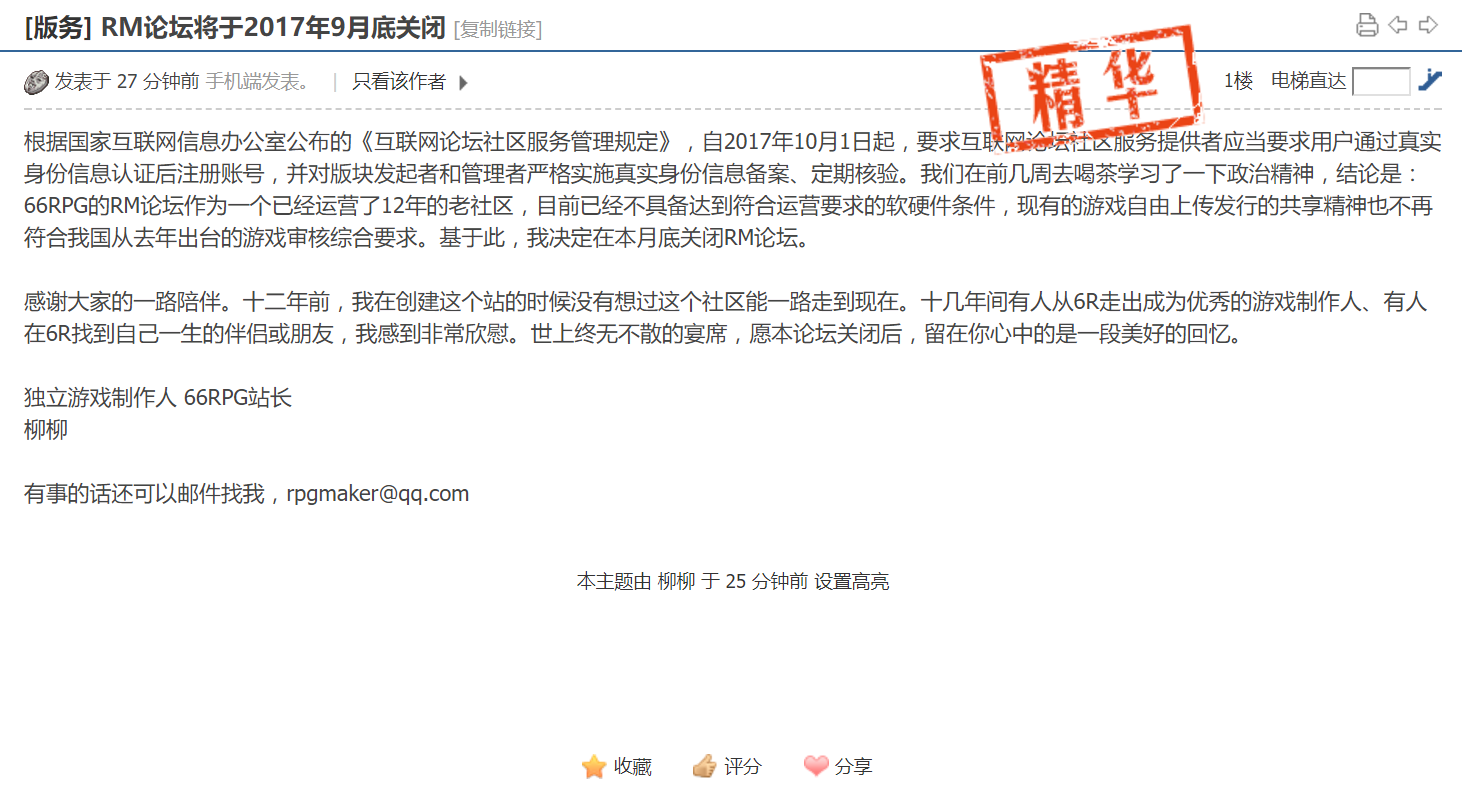 [版务] RM论坛将于2017年9月底关闭 [复制链接]
精华
发表于 27 分钟前 手机端发表。 | 只看该作者
1楼 电梯直达
根据国家互联网信息办公室公布的《互联网论坛社区服务管理规定》，自2017年10月1日起，要求互联网论坛社区服务提供者应当要求用户通过真实
身份信息认证后注册账号，并对版块发起者和管理者严格实施真实身份信息备案、定期核验。我们在前几周去喝茶学习了一下政治精神，结论是：
66RPG的RM论坛作为一个已经运营了12年的老社区，目前已经不具备达到符合运营要求的软硬件条件，现有的游戏自由上传发行的共享精神也不再
符合我国从去年出台的游戏审核综合要求。基于此，我决定在本月底关闭RM论坛。
感谢大家的一路陪伴。十二年前，我在创建这个站的时候没有想过这个社区能一路走到现在。十几年间有人从6R走出成为优秀的游戏制作人、有人
在6R找到自己一生的伴侣或朋友，我感到非常欣慰。世上终无不散的宴席，愿本论坛关闭后，留在你心中的是一段美好的回忆。
独立游戏制作人 66RPG站长
柳柳
有事的话还可以邮件找我，rpgmaker@qq.com
本主题由 柳柳 于 25 分钟前 设置高亮
收藏 评分 分享